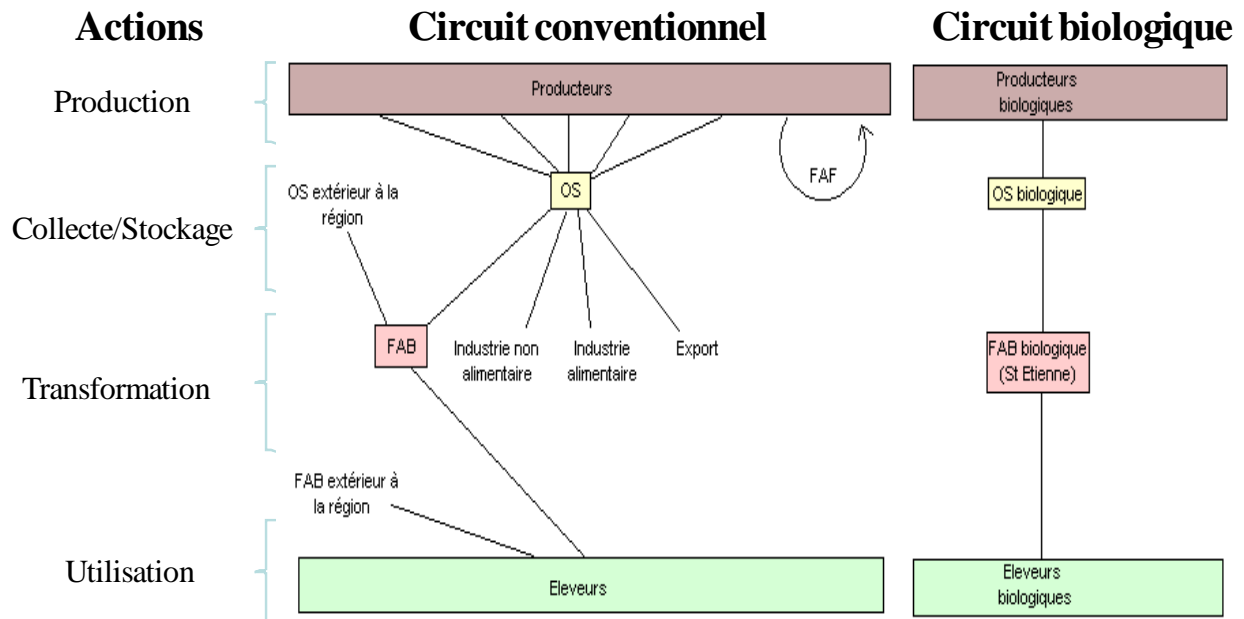 Actions
Circuit conventionnel
Circuit biologique
Production
Producteurs
Producteurs
biologiques
FAF
OS extérieur à la
région
OS
OS biologique
Collecte/Stockage
FAB
Industrie non
alimentaire
Industrie
alimentaire
Export
FAB biologique
(St Etienne)
Transformation
FAB extérieur à
la région
Utilisation
Eleveurs
Eleveurs
biologiques